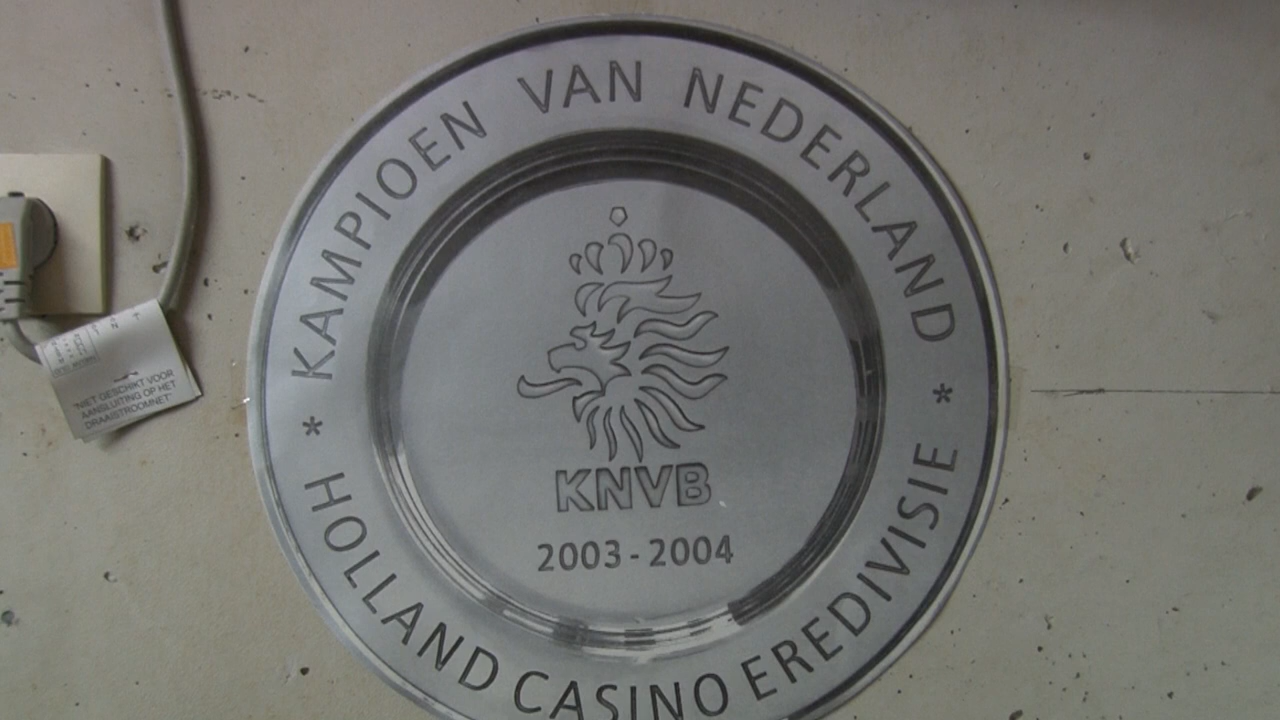 KAMPIOEN VAN NEDERLAND
* HOLLAND CASINO EREDIVISIE *
KNVB
2003 - 2004
"NIET GESCHIKT VOOR
AANSLUITING OP HET
DRAAISTROOMNET"